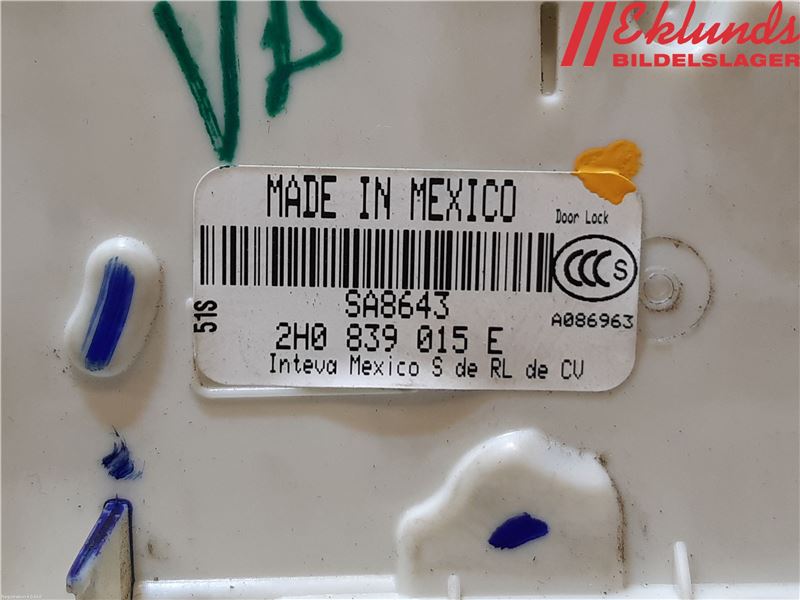 Eklunds
BILDELSLAGER
MADE IN MEXICO
Door Lock
CCC S
SA8643
A086963
51S
2H0 839 015 E
Inteva Mexico S de RL de CV